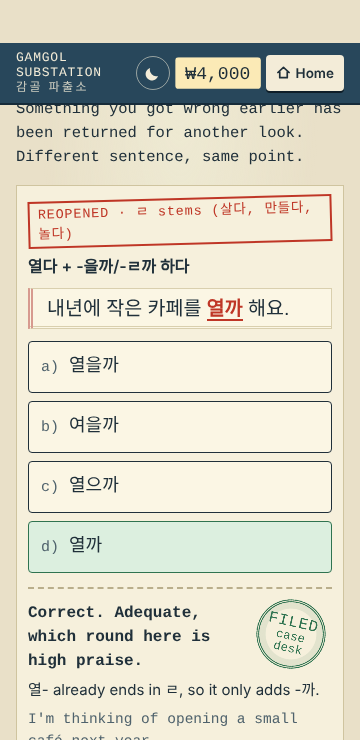 GAMGOL
SUBSTATION
감골 파출소
₩4,000
Home
Something you got wrong earlier has
been returned for another look.
Different sentence, same point.
REOPENED · ㄹ stems (살다, 만들다,
놀다)
열다 + -을까/-ㄹ까 하다
내년에 작은 카페를 열까 해요.
a) 열을까
b) 여을까
c) 열으까
d) 열까
Correct. Adequate,
which round here is
high praise.
FILED
case
desk
열- already ends in ㄹ, so it only adds -까.
I'm thinking of opening a small
café next year.